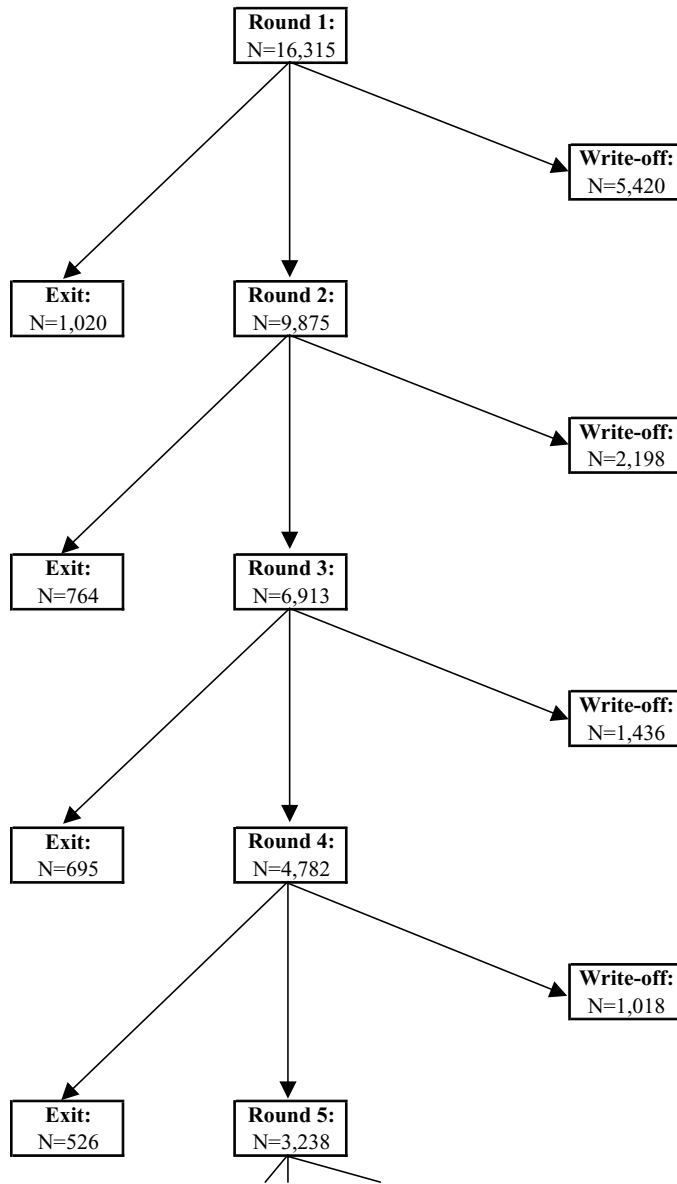 Round 1:
N=16,315
Write-off:
N=5,420
Exit:
N=1,020
Round 2:
N=9,875
Write-off:
N=2,198
Exit:
N=764
Round 3:
N=6,913
Write-off:
N=1,436
Exit:
N=695
Round 4:
N=4,782
Write-off:
N=1,018
Exit:
N=526
Round 5:
N=3,238